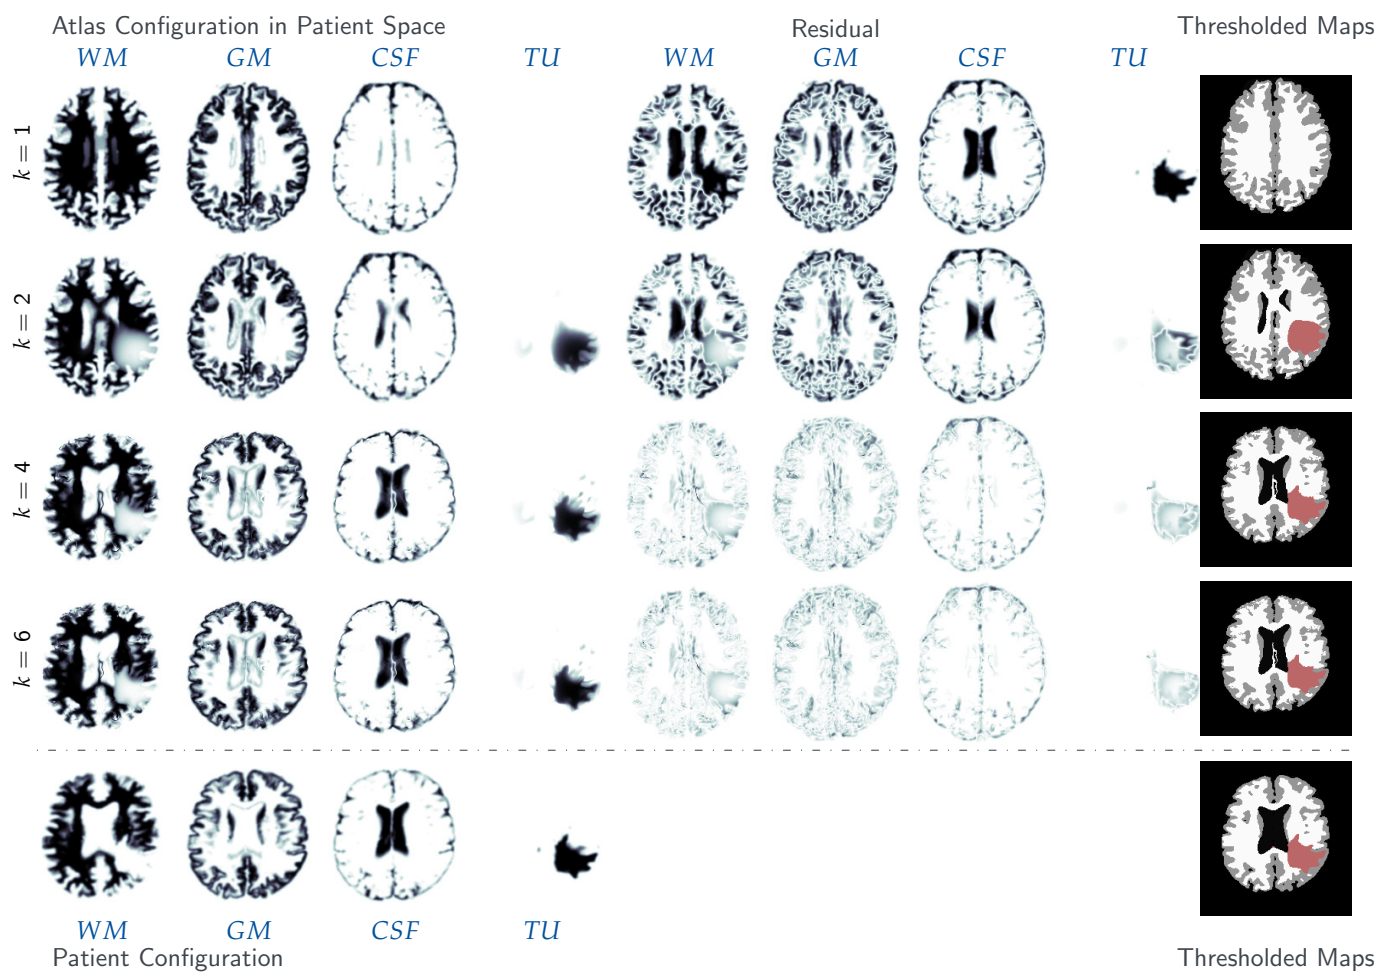 Atlas Configuration in Patient Space Residual Thresholded Maps
WM GM CSF TU WM GM CSF TU
k = 1
k = 2
k = 4
k = 6
WM GM CSF TU
Patient Configuration Thresholded Maps